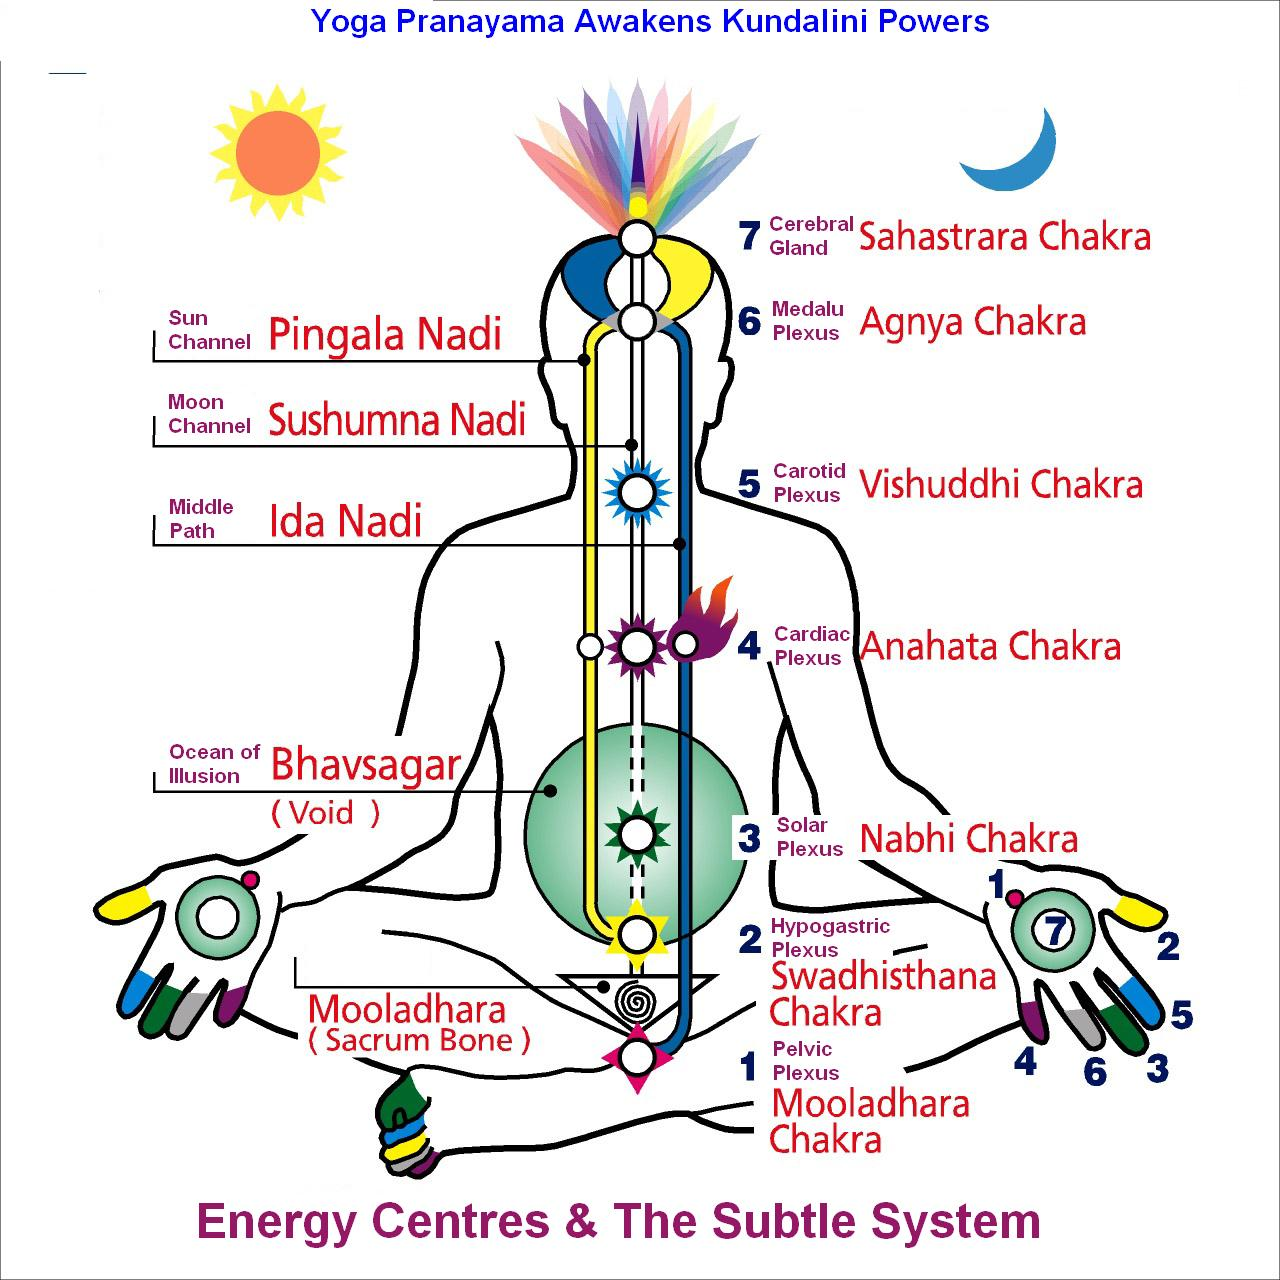 Yoga Pranayama Awakens Kundalini Powers
7 Cerebral Gland Sahastrara Chakra
Sun Channel Pingala Nadi
6 Medalu Plexus Agnya Chakra
Moon Channel Sushumna Nadi
5 Carotid Plexus Vishuddhi Chakra
Middle Path Ida Nadi
4 Cardiac Plexus Anahata Chakra
Ocean of Illusion Bhavsagar
( Void )
3 Solar Plexus Nabhi Chakra
1
7
2
2 Hypogastric Plexus
Swadhisthana
Chakra
5
4
6
3
Mooladhara
( Sacrum Bone )
1 Pelvic Plexus
Mooladhara
Chakra
Energy Centres & The Subtle System